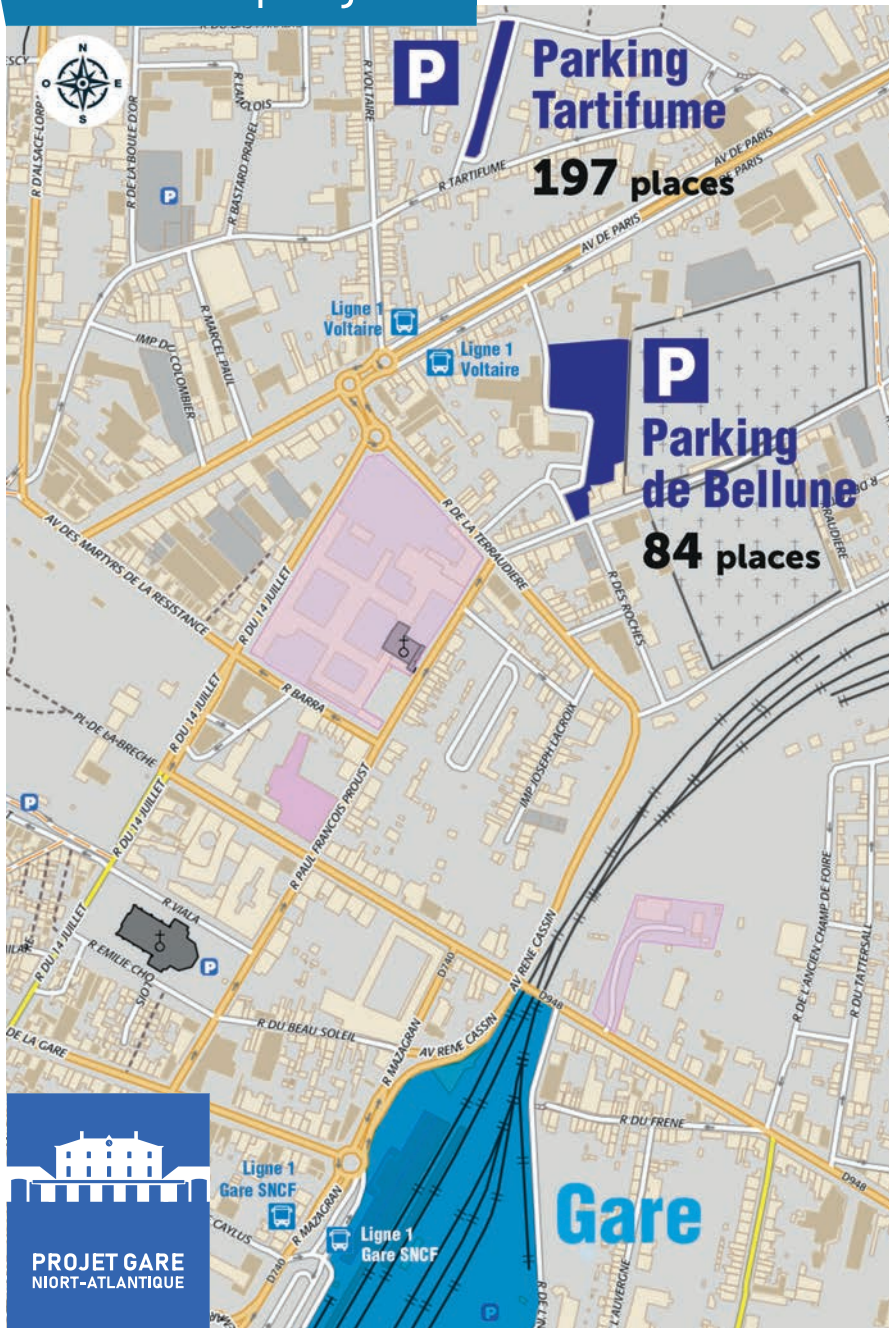 N
O
E
S
P
Parking
Tartifume
197 places
R VOLTAIRE
R D'ALSACE-LORR
R DE LA BOULE D'OR
R BASTARD PRADEL
P
R TARTIFUME
AV DE PARIS
AV DE PARIS
Ligne 1
Voltaire
Ligne 1
Voltaire
R MARCEL PAUL
IMP DU COLOMBIER
P
Parking
de Bellune
84 places
R DE LA TERRAUDIERE
AV DES MARTYRS DE LA RESISTANCE
R DU 14 JUILLET
R DES ROCHES
R BARRA
R DU 14 JUILLET
PL DE LA BRECHE
IMP JOSEPH LACROIX
P
R DU 14 JUILLET
R PAUL FRANCOIS PROUST
R VIALA
R DU 14 JUILLET
R EMILIE CHO
P
D740
AV RENE CASSIN
D948
R DE L'ANCIEN CHAMP DE FOIRE
R DU TATTERSALL
R DU BEAU SOLEIL
DE LA GARE
R MAZAGRAN
AV RENE CASSIN
R DU FRENE
D948
Ligne 1
Gare SNCF
Gare
R MAZAGRAN
Ligne 1
Gare SNCF
CAYLUS
D740
PROJET GARE
NIORT-ATLANTIQUE
P